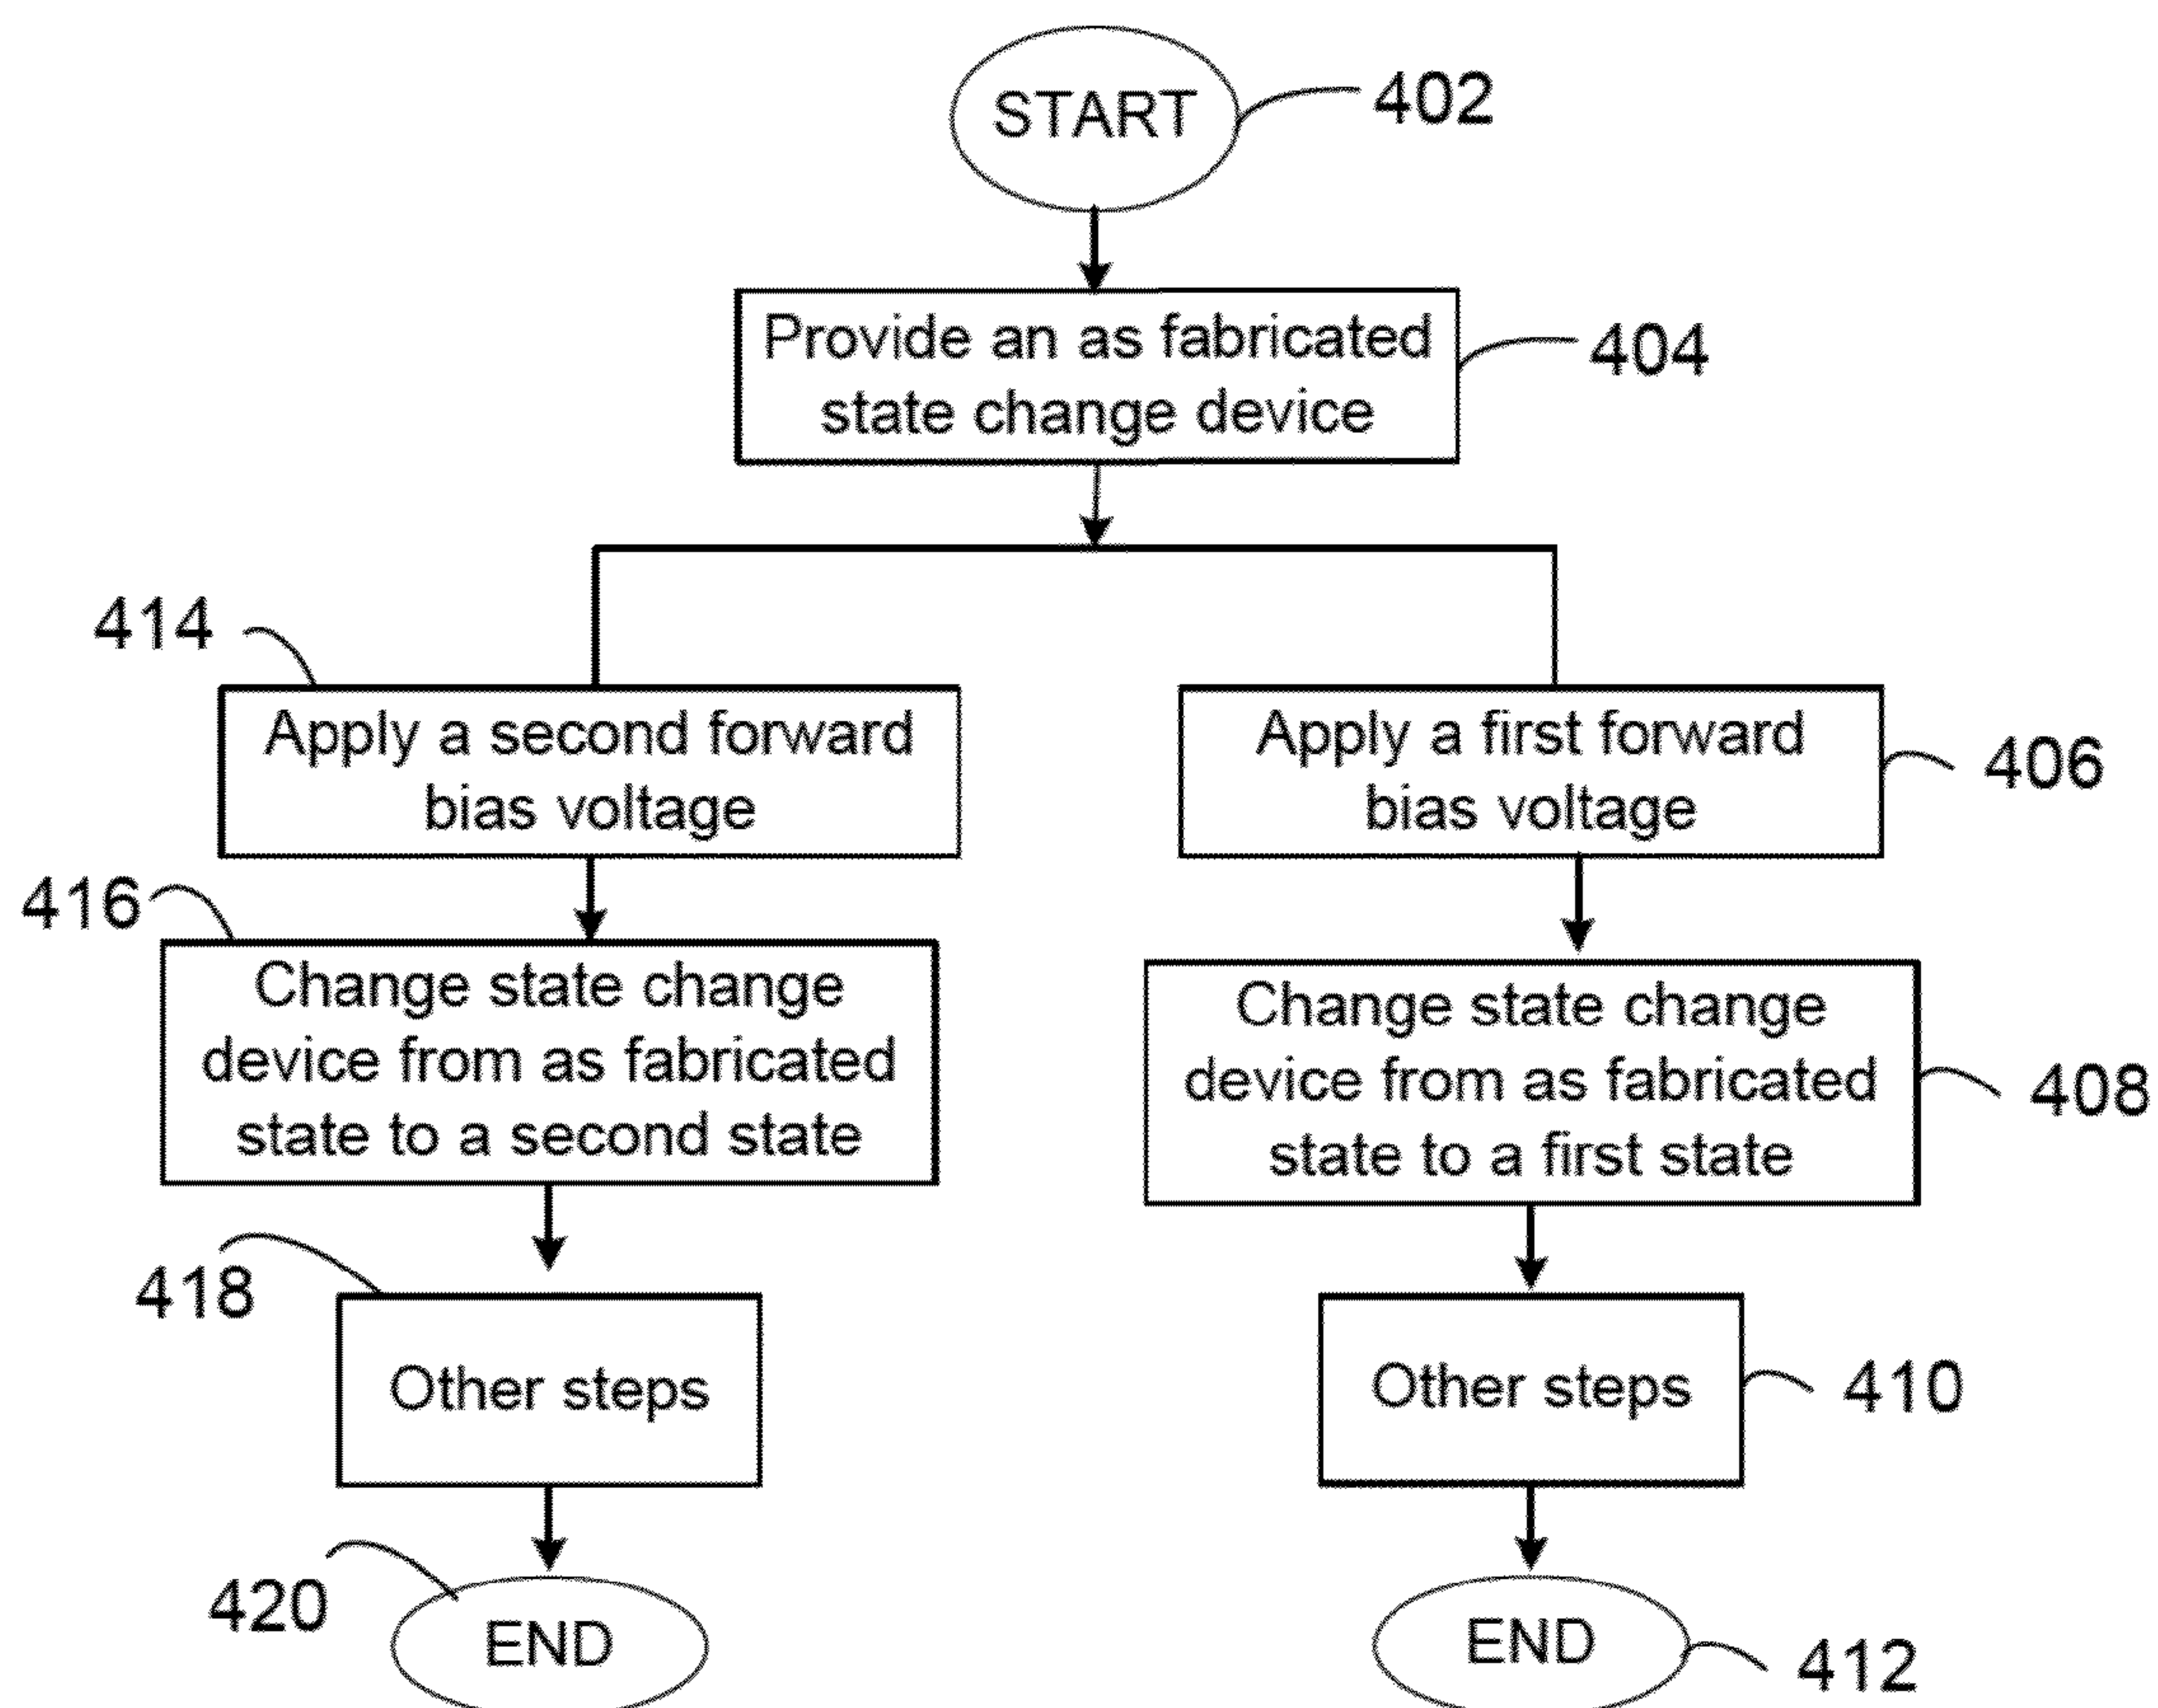 START
402
Provide an as fabricated
state change device
404
414
Apply a second forward
bias voltage
Apply a first forward
bias voltage
406
416
Change state change
device from as fabricated
state to a second state
Change state change
device from as fabricated
state to a first state
408
418
Other steps
Other steps
410
420
END
END
412